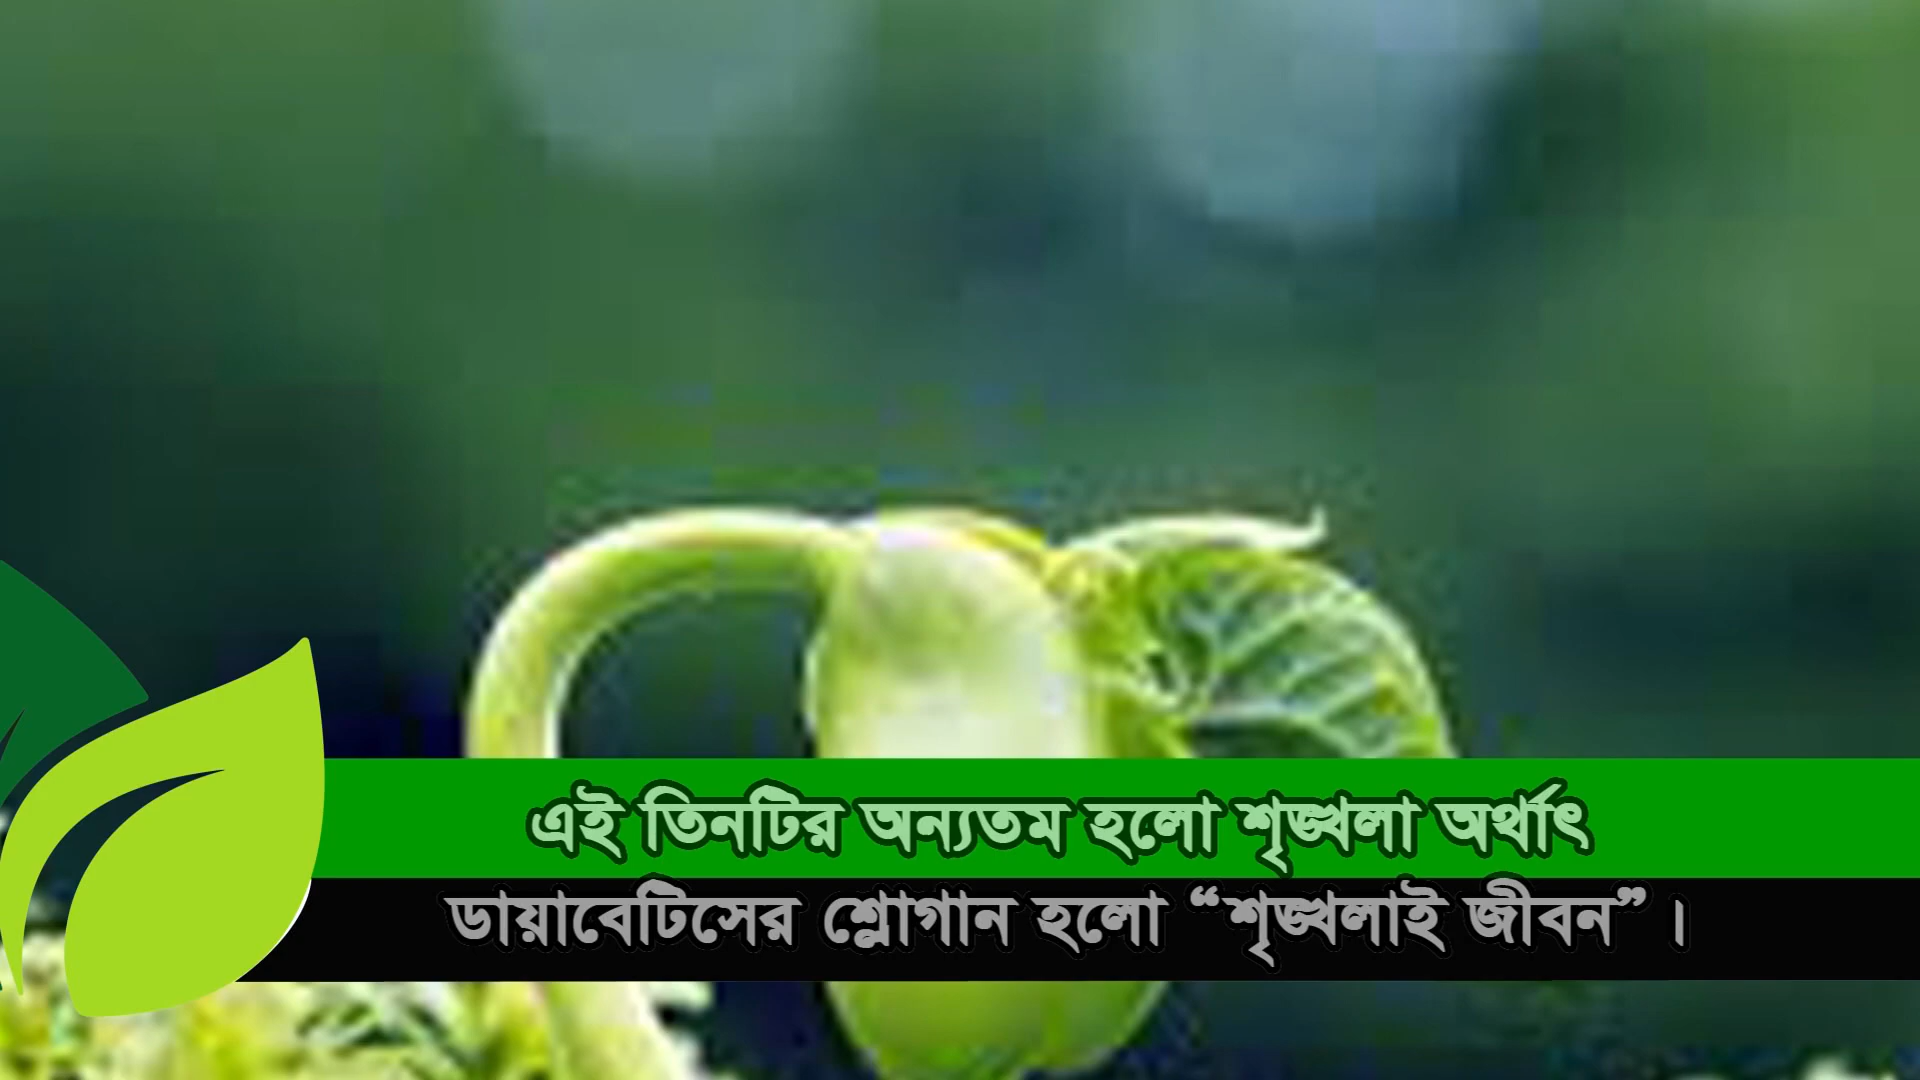 এই তিনটির অন্যতম হলো শৃঙ্খলা অর্থাৎ
ডায়াবেটিসের শ্লোগান হলো “শৃঙ্খলাই জীবন”।